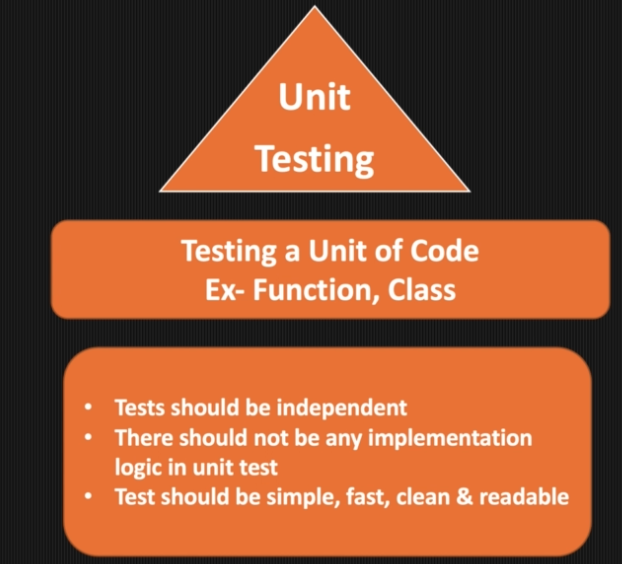 Unit
Testing
Testing a Unit of Code
Ex- Function, Class
• Tests should be independent
• There should not be any implementation
logic in unit test
• Test should be simple, fast, clean & readable